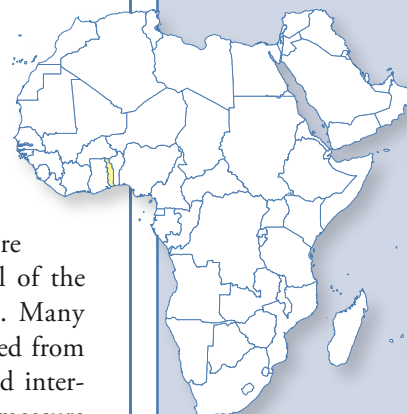 re
l of the
. Many
ed from
d inter-